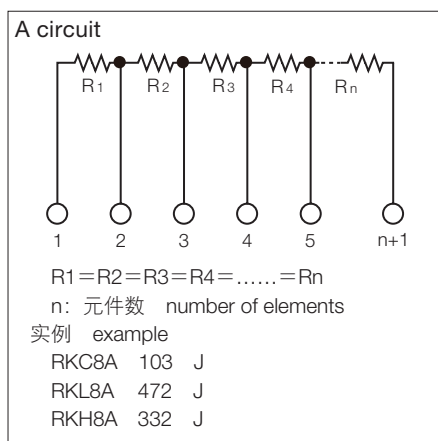 A circuit
R1 R2 R3 R4 Rn
1 2 3 4 5 n+1
R1=R2=R3=R4=……=Rn
n: 元件数 number of elements
实例 example
RKC8A 103 J
RKL8A 472 J
RKH8A 332 J